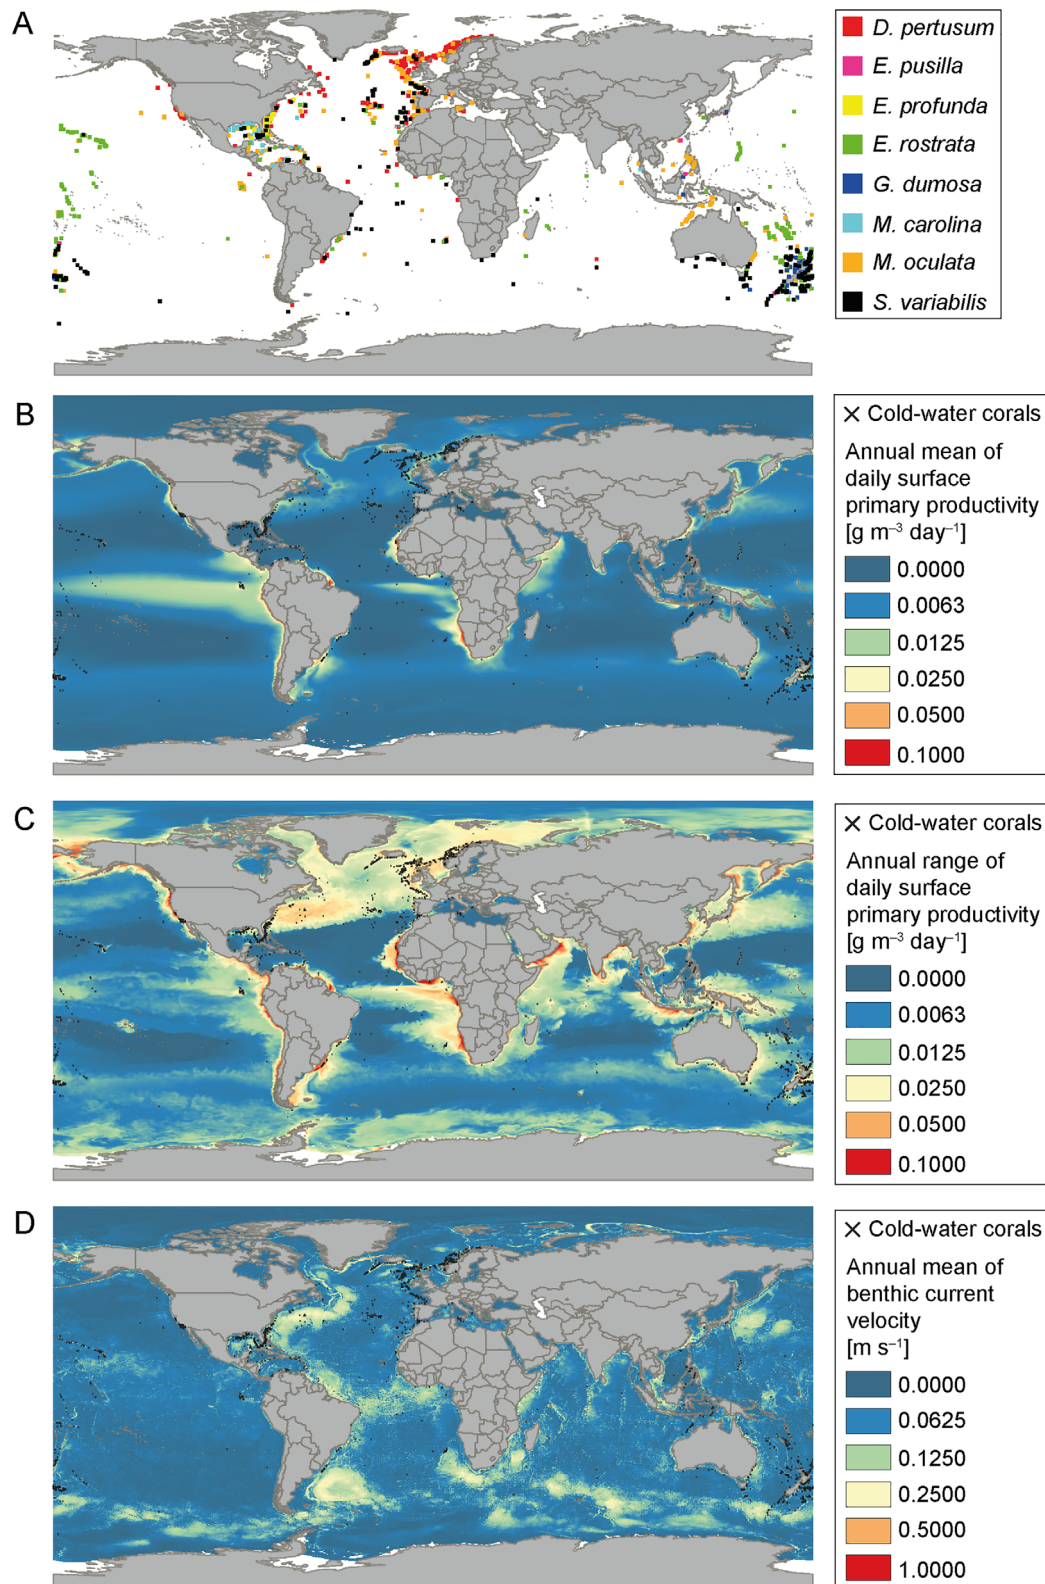 A
D. pertusum
E. pusilla
E. profunda
E. rostrata
G. dumosa
M. carolina
M. oculata
S. variabilis
B
× Cold-water corals
Annual mean of
daily surface
primary productivity
[g m⁻³ day⁻¹]
0.0000
0.0063
0.0125
0.0250
0.0500
0.1000
C
× Cold-water corals
Annual range of
daily surface
primary productivity
[g m⁻³ day⁻¹]
0.0000
0.0063
0.0125
0.0250
0.0500
0.1000
D
× Cold-water corals
Annual mean of
benthic current
velocity
[m s⁻¹]
0.0000
0.0625
0.1250
0.2500
0.5000
1.0000